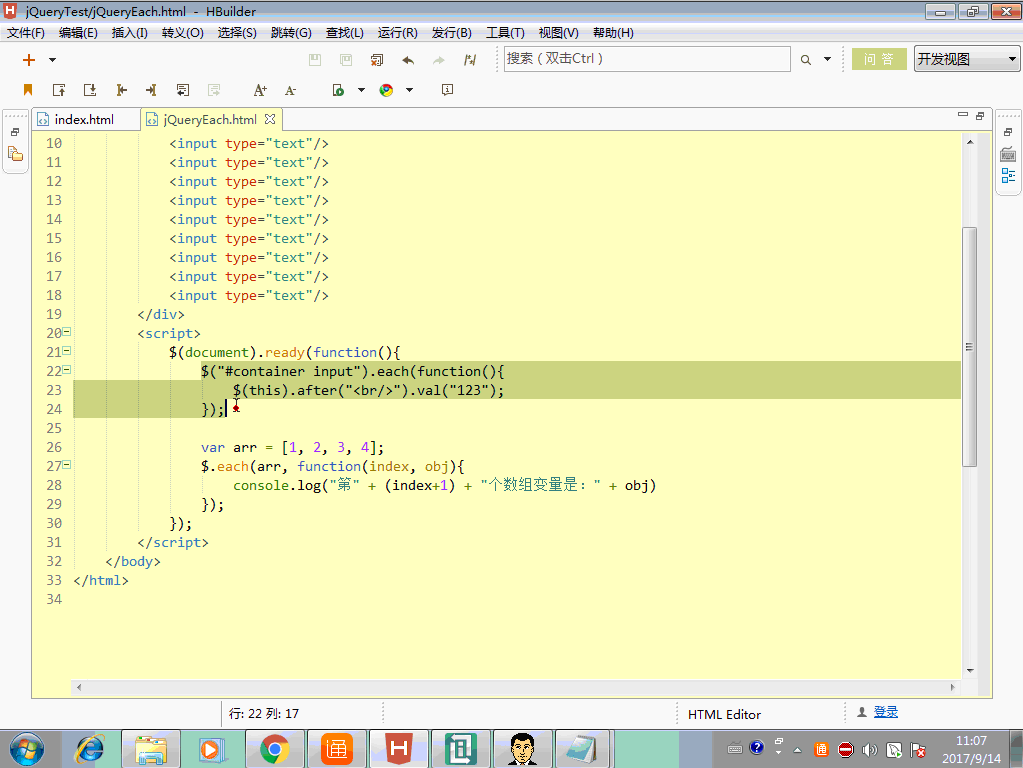 jQueryTest/jQueryEach.html - HBuilder
文件(F) 编辑(E) 插入(I) 转义(O) 选择(S) 跳转(G) 查找(L) 运行(R) 发行(B) 工具(T) 视图(V) 帮助(H)
搜索（双击Ctrl） 问 答 开发视图
index.html jQueryEach.html
10 <input type="text"/>
11 <input type="text"/>
12 <input type="text"/>
13 <input type="text"/>
14 <input type="text"/>
15 <input type="text"/>
16 <input type="text"/>
17 <input type="text"/>
18 <input type="text"/>
19 </div>
20 <script>
21 $(document).ready(function(){
22 $("#container input").each(function(){
23 $(this).after("<br/>").val("123");
24 });
25
26 var arr = [1, 2, 3, 4];
27 $.each(arr, function(index, obj){
28 console.log("第" + (index+1) + "个数组变量是：" + obj)
29 });
30 });
31 </script>
32 </body>
33 </html>
34
行: 22 列: 17 HTML Editor 登录
11:07
2017/9/14